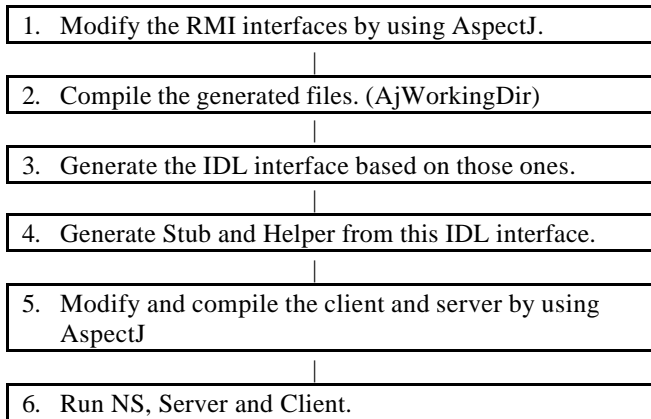 1. Modify the RMI interfaces by using AspectJ.
2. Compile the generated files. (AjWorkingDir)
3. Generate the IDL interface based on those ones.
4. Generate Stub and Helper from this IDL interface.
5. Modify and compile the client and server by using
AspectJ
6. Run NS, Server and Client.